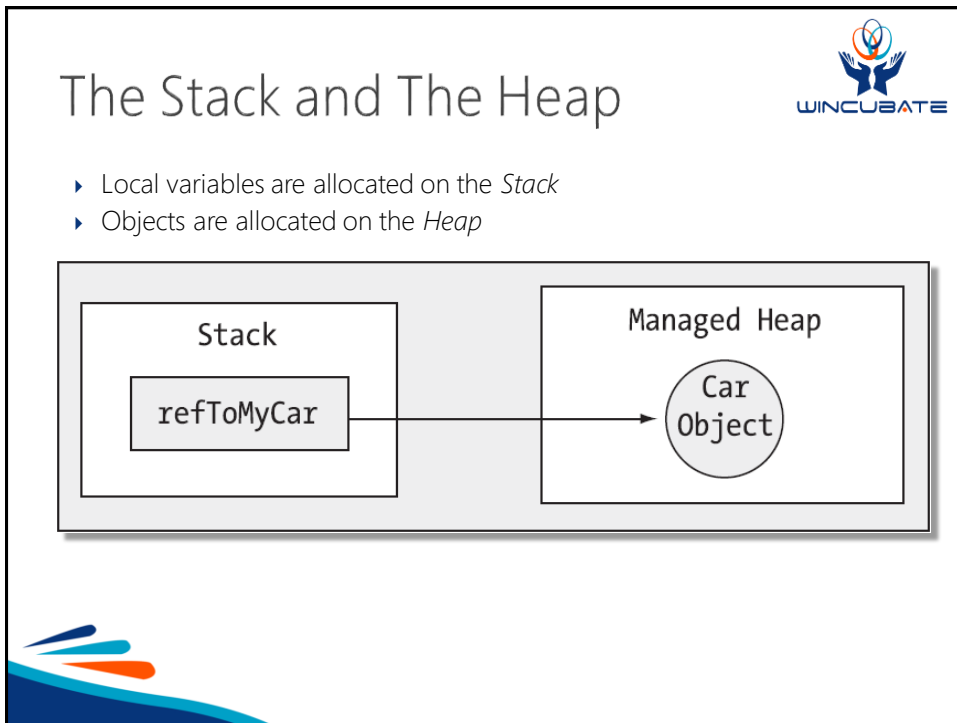 The Stack and The Heap
WINCUBATE
Local variables are allocated on the Stack
Objects are allocated on the Heap
Stack
refToMyCar
Managed Heap
Car
Object